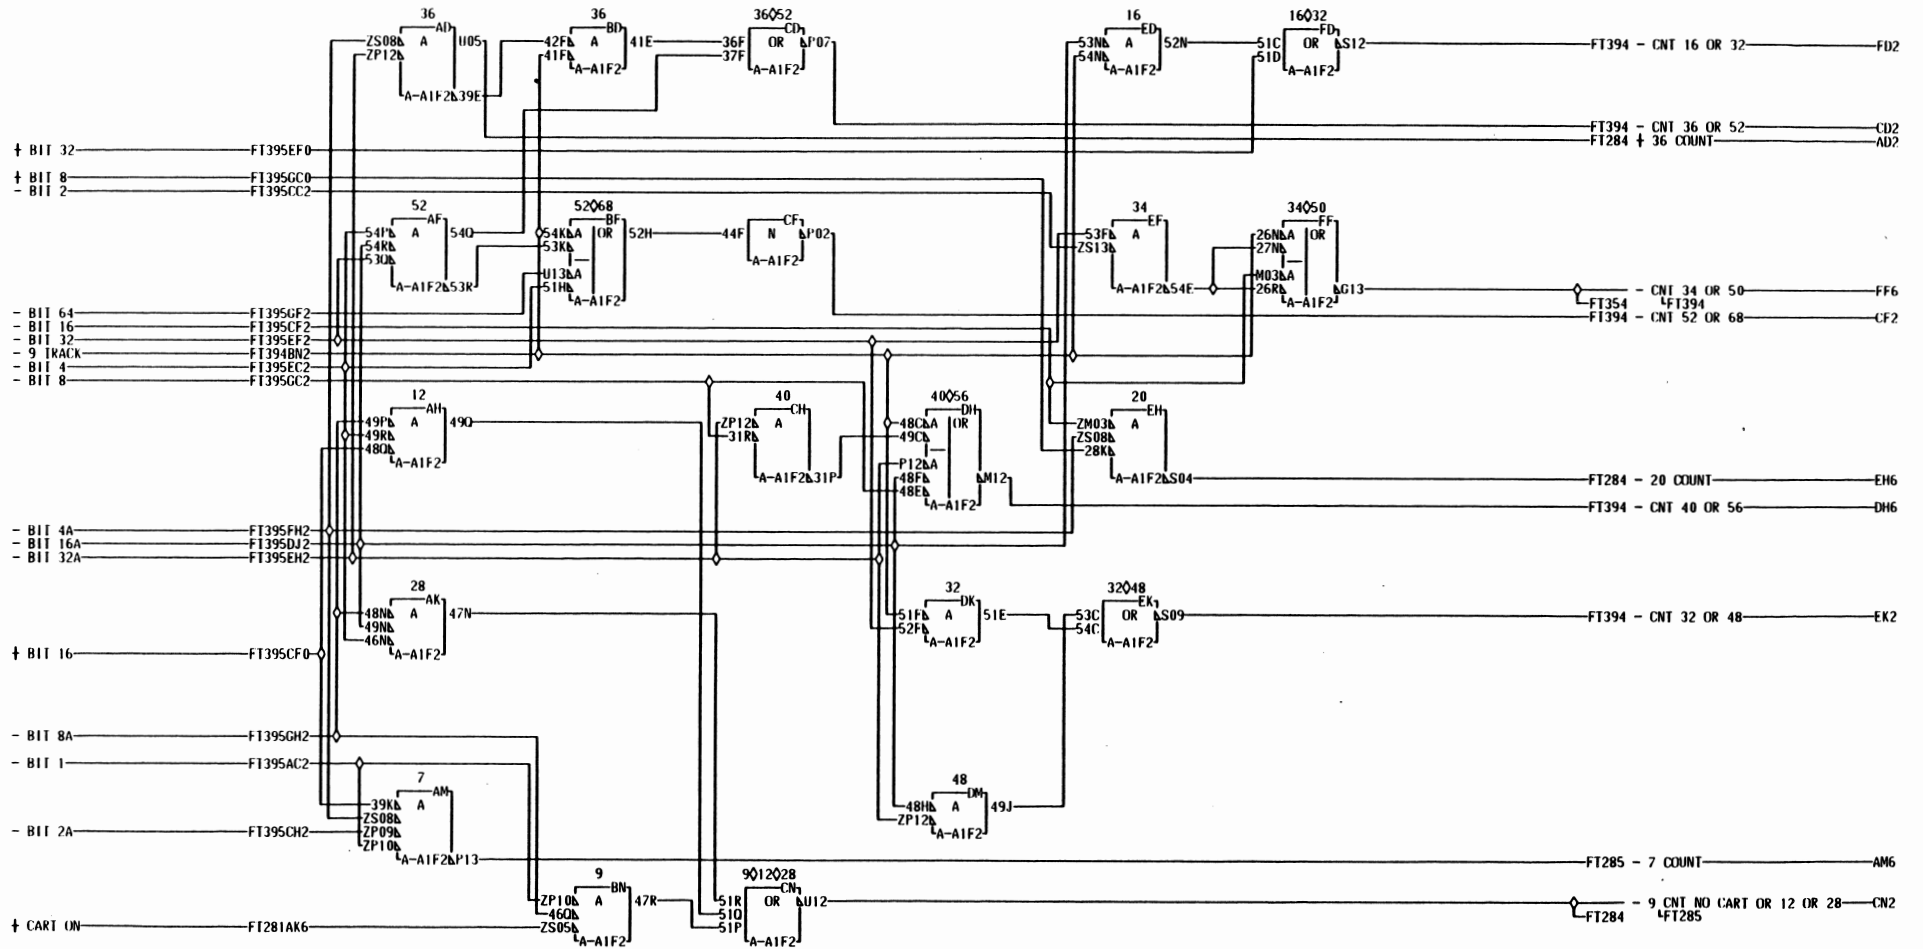 36 36 36◊52 16 16◊32
AD BD CD ED FD
ZS08 A U05 42F A 41E 36F OR P07 53N A 52N 51C OR S12 FT394 - CNT 16 OR 32 FD2
ZP12 41F 37F 54N 51D
A-A1F2 A-A1F2 A-A1F2 A-A1F2
A-A1F2 39E
FT394 - CNT 36 OR 52 CD2
FT284 + 36 COUNT AD2
+ BIT 32 FT395EF0
+ BIT 8 FT395GC0
- BIT 2 FT395CC2
52 52◊68 34 34◊50
AF BF CF EF FF
54P A 54Q 54K A OR 52H 44F N P02 53F A 26N A OR
54R 53K ZS13 27N
53Q A-A1F2
U13 A M03 A
A-A1F2 53R 51H A-A1F2 54E 26R G13 - CNT 34 OR 50 FF6
A-A1F2 A-A1F2 FT354 FT394
- BIT 64 FT395GF2 FT394 - CNT 52 OR 68 CF2
- BIT 16 FT395CF2
- BIT 32 FT395EF2
- 9 TRACK FT394BN2
- BIT 4 FT395EC2
- BIT 8 FT395GC2
12 40 40◊56 20
AH CH DH EH
49P A 49Q ZP12 A 48C A OR ZM03 A
49R 31R 49C ZS08
48Q 28K
A-A1F2 P12 A
A-A1F2 31P 48F M12 A-A1F2 S04 FT284 - 20 COUNT EH6
48E
A-A1F2 FT394 - CNT 40 OR 56 DH6
- BIT 4A FT395FH2
- BIT 16A FT395DJ2
- BIT 32A FT395EH2
28 32 32◊48
AK DK EK
48N A 47N 51F A 51E 53C OR S09 FT394 - CNT 32 OR 48 EK2
49N 52F 54C
46N A-A1F2 A-A1F2
A-A1F2
+ BIT 16 FT395CF0
- BIT 8A FT395GH2
- BIT 1 FT395AC2
7 48
AM DM
39K A 48H A 49J
ZS08 ZP12
- BIT 2A FT395CH2 ZP09 A-A1F2
ZP10
A-A1F2 P13 FT285 - 7 COUNT AM6
9 9◊12◊28
BN CN
ZP10 A 47R 51R OR U12 - 9 CNT NO CART OR 12 OR 28 CN2
46Q 51Q FT284 FT285
+ CART ON FT281AK6 ZS05 51P
A-A1F2 A-A1F2